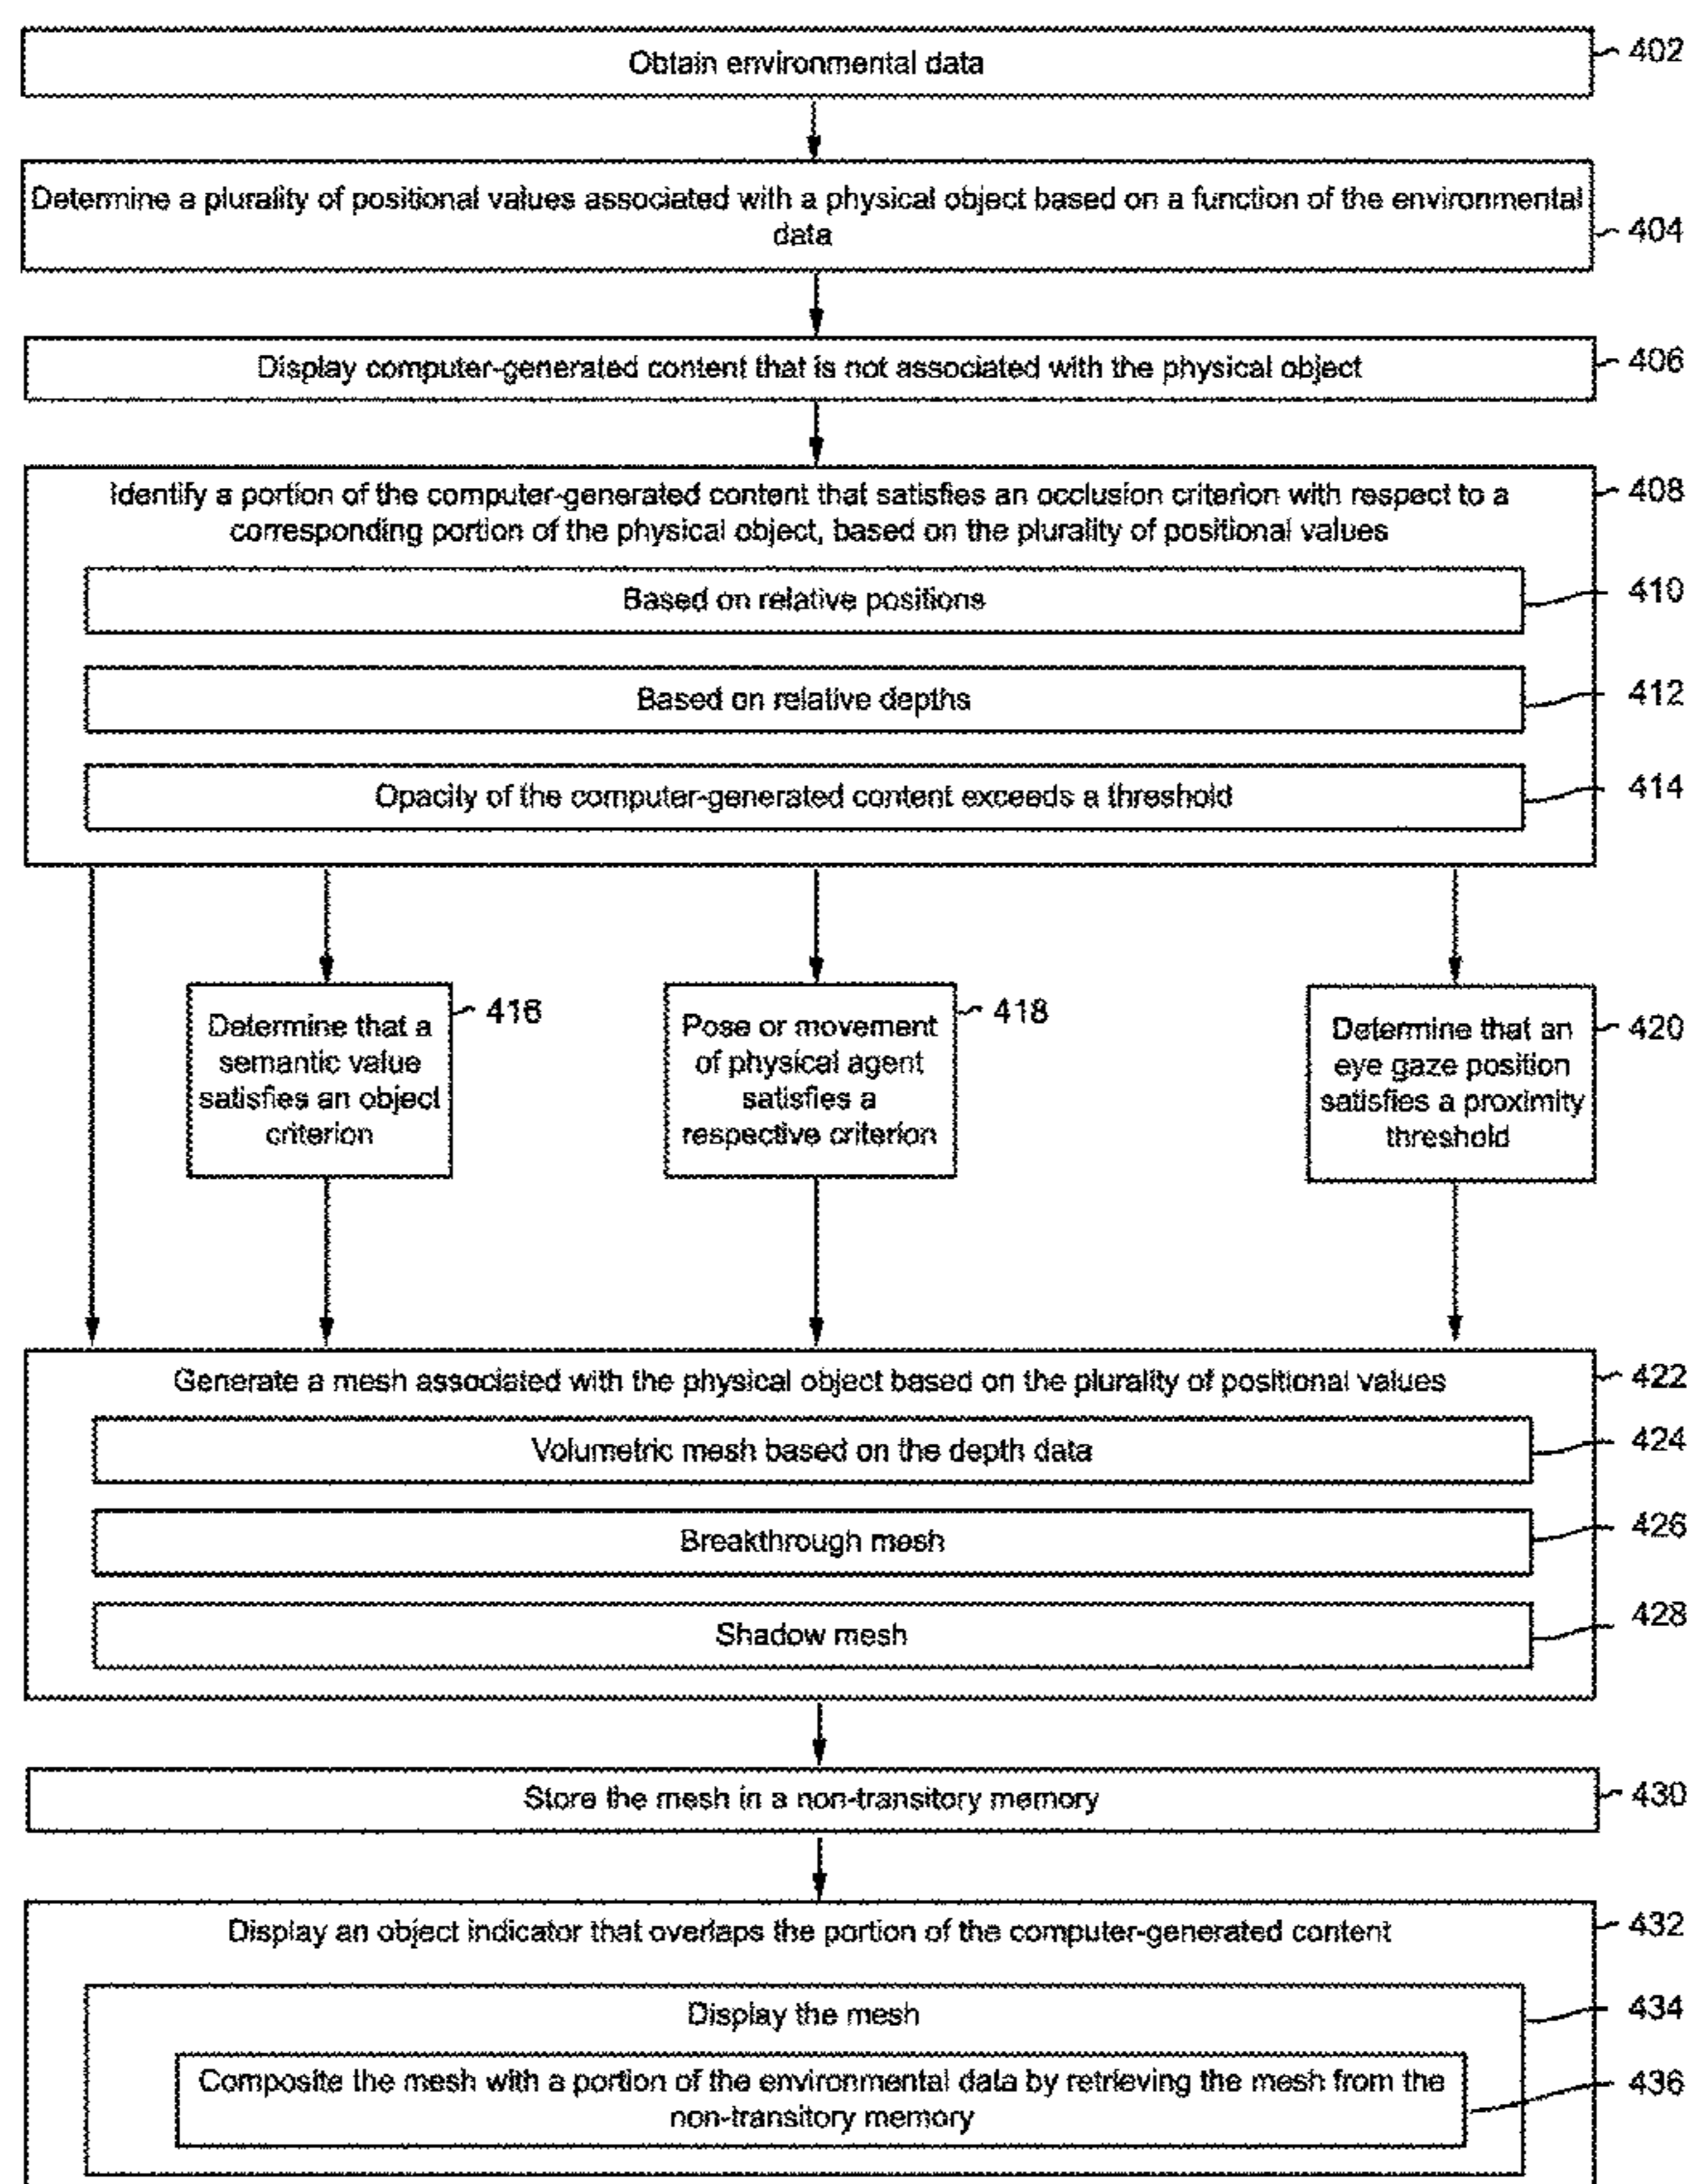 Obtain environmental data
402
Determine a plurality of positional values associated with a physical object based on a function of the environmental
data
404
Display computer-generated content that is not associated with the physical object
406
Identify a portion of the computer-generated content that satisfies an occlusion criterion with respect to a
corresponding portion of the physical object, based on the plurality of positional values
408
Based on relative positions
410
Based on relative depths
412
Opacity of the computer-generated content exceeds a threshold
414
Determine that a
semantic value
satisfies an object
criterion
416
Pose or movement
of physical agent
satisfies a
respective criterion
418
Determine that an
eye gaze position
satisfies a proximity
threshold
420
Generate a mesh associated with the physical object based on the plurality of positional values
422
Volumetric mesh based on the depth data
424
Breakthrough mesh
426
Shadow mesh
428
Store the mesh in a non-transitory memory
430
Display an object indicator that overlaps the portion of the computer-generated content
432
Display the mesh
434
Composite the mesh with a portion of the environmental data by retrieving the mesh from the
non-transitory memory
436